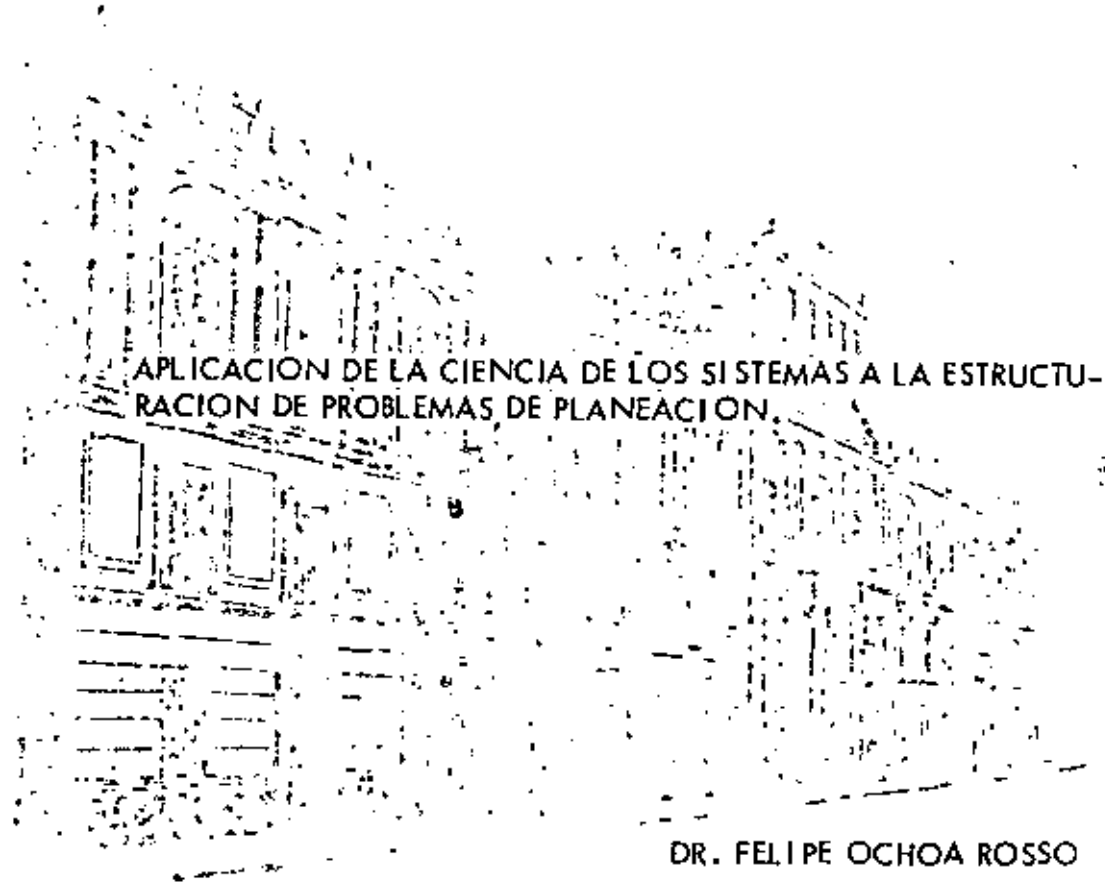 APLICACION DE LA CIENCIA DE LOS SISTEMAS A LA ESTRUCTU-
RACION DE PROBLEMAS DE PLANEACION.
DR. FELIPE OCHOA ROSSO